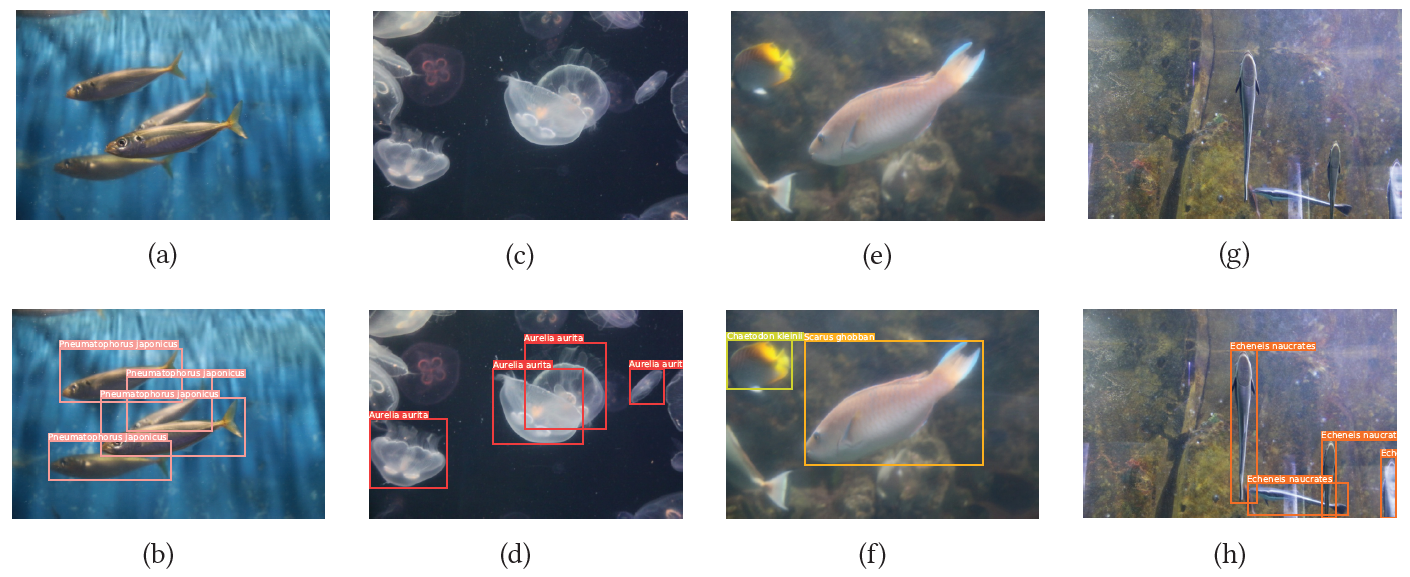 (a)
(c)
(e)
(g)
Pneumatophorus japonicus
Pneumatophorus japonicus
Pneumatophorus japonicus
Pneumatophorus japonicus
Aurelia aurita
Aurelia aurita
Aurelia aurit
Aurelia aurita
Chaetodon kleinii
Scarus ghobban
Echeneis naucrates
Echeneis naucrat
Eche
Echeneis naucrates
(b)
(d)
(f)
(h)